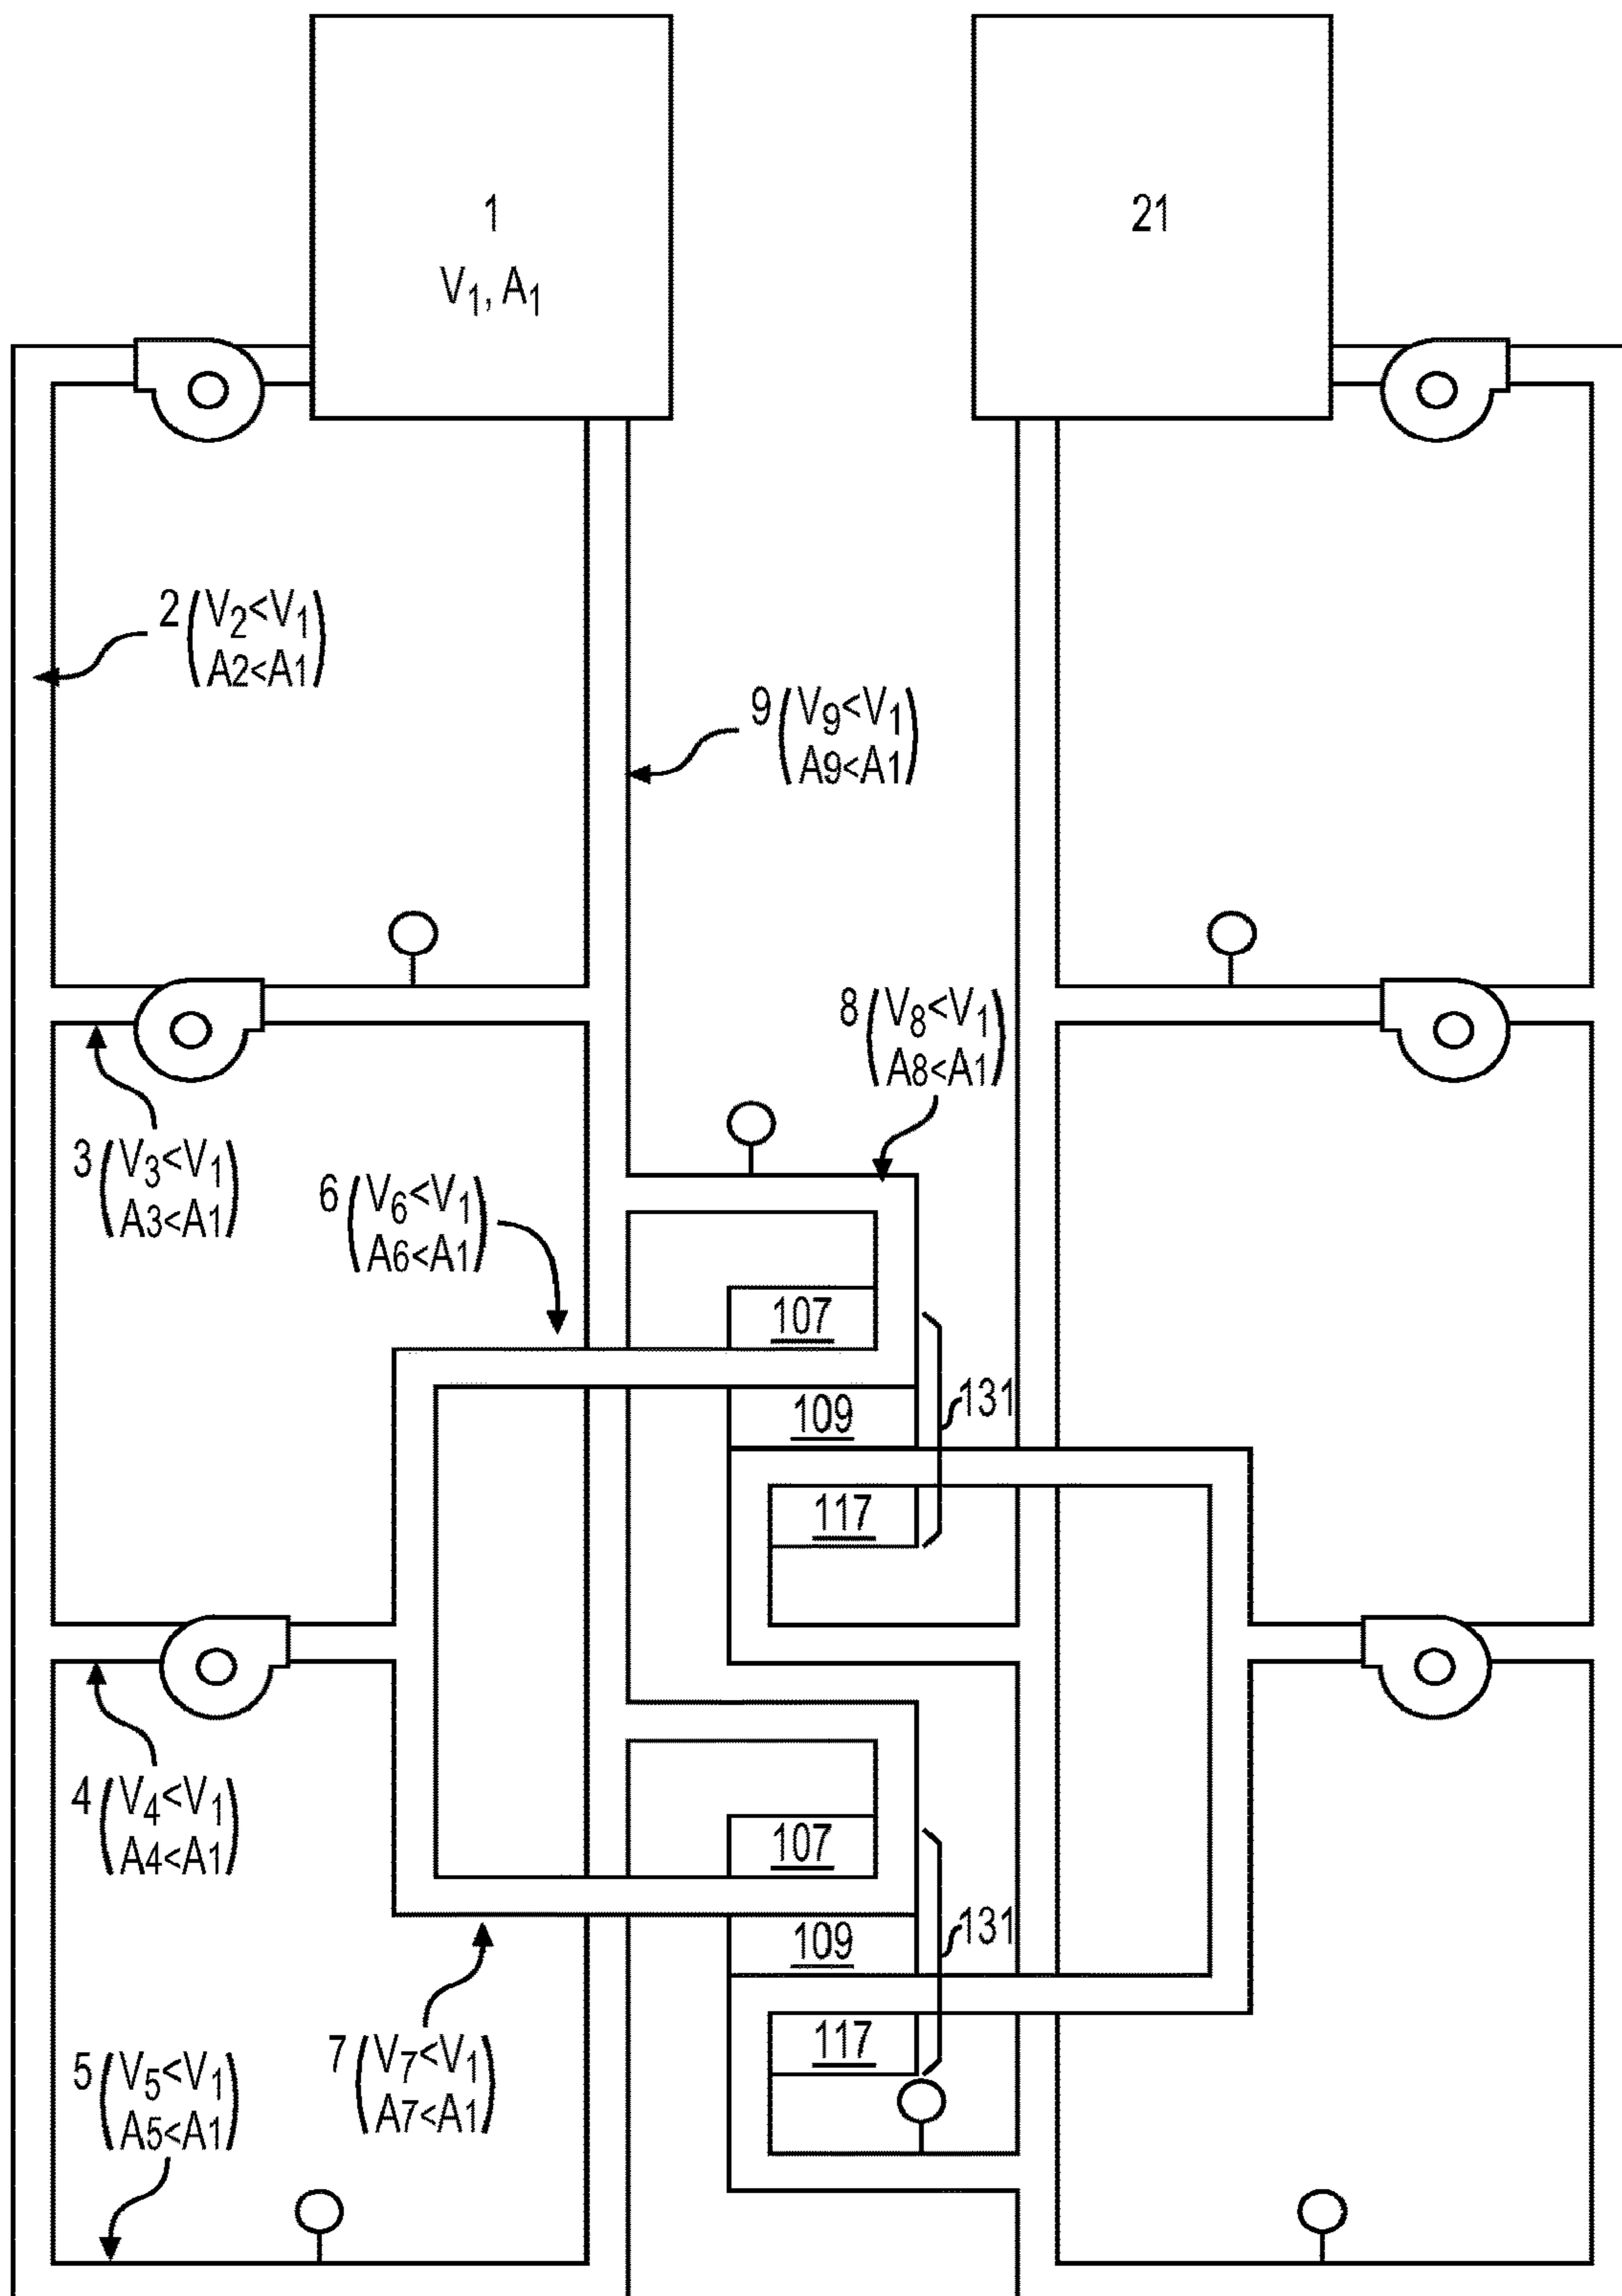 1
V1, A1
21
2 (V2<V1
A2<A1)
9 (V9<V1
A9<A1)
8 (V8<V1
A8<A1)
3 (V3<V1
A3<A1)
6 (V6<V1
A6<A1)
107
109
131
117
4 (V4<V1
A4<A1)
107
109
131
117
5 (V5<V1
A5<A1)
7 (V7<V1
A7<A1)